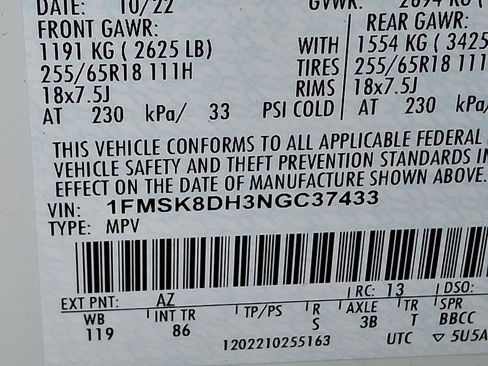 DATE: 10/22 GVWR: 2694 KG (
FRONT GAWR: REAR GAWR:
1191 KG ( 2625 LB) WITH 1554 KG ( 3425
255/65R18 111H TIRES 255/65R18 111
18x7.5J RIMS 18x7.5J
AT 230 kPa/ 33 PSI COLD AT 230 kPa/
THIS VEHICLE CONFORMS TO ALL APPLICABLE FEDERAL
VEHICLE SAFETY AND THEFT PREVENTION STANDARDS IN
EFFECT ON THE DATE OF MANUFACTURE SHOWN ABOVE.
VIN: 1FMSK8DH3NGC37433
TYPE: MPV
EXT PNT: AZ RC: 13 DSO:
WB INT TR TP/PS R AXLE TR SPR
119 86 S 3B T BBCC
1202210255163 UTC ▽ 5U5A